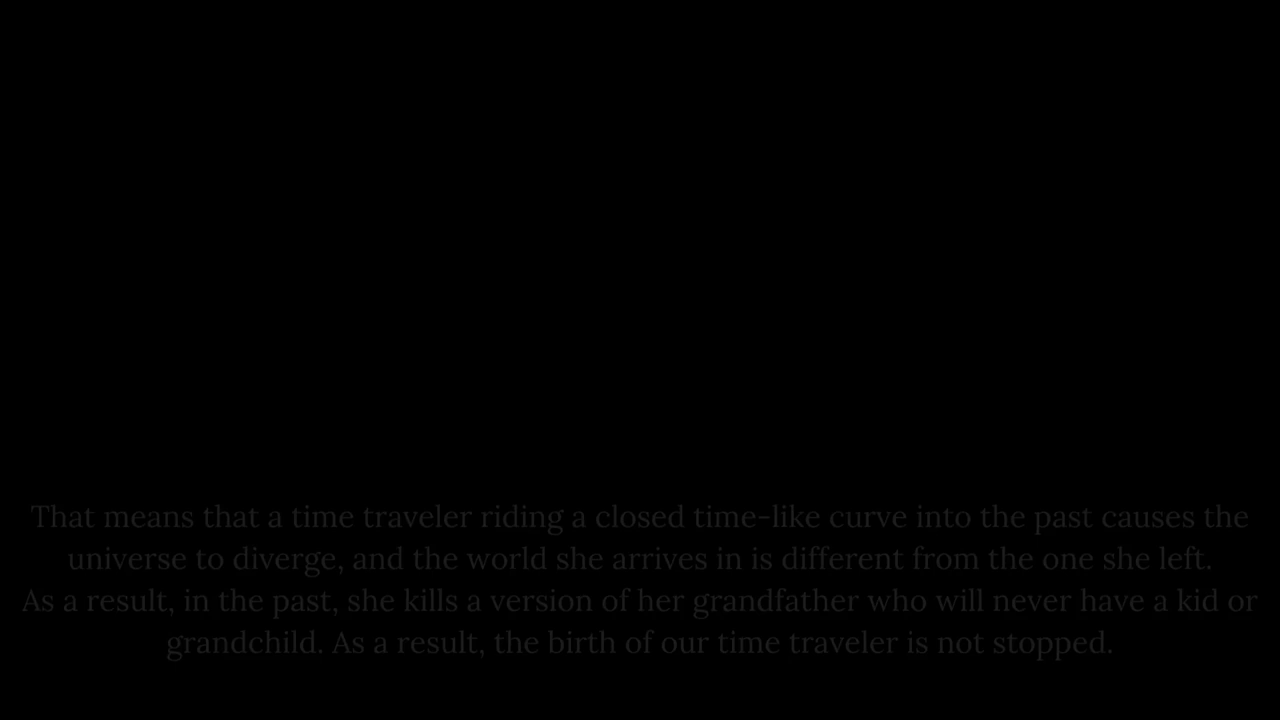 That means that a time traveler riding a closed time-like curve into the past causes the
universe to diverge, and the world she arrives in is different from the one she left.
As a result, in the past, she kills a version of her grandfather who will never have a kid or
grandchild. As a result, the birth of our time traveler is not stopped.